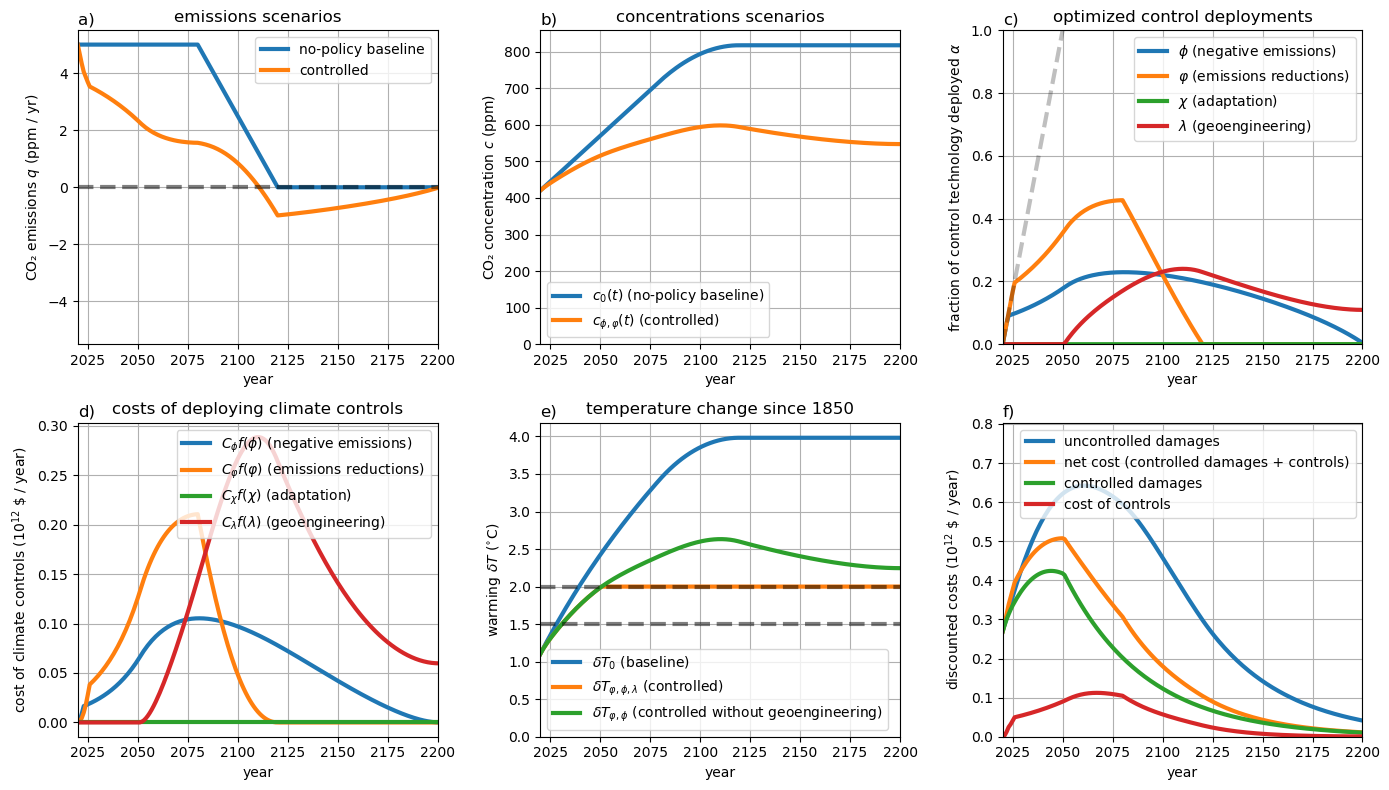 a) emissions scenarios
no-policy baseline
controlled
CO₂ emissions q (ppm / yr)
4
2
0
−2
−4
2025 2050 2075 2100 2125 2150 2175 2200
year
b) concentrations scenarios
CO₂ concentration c (ppm)
800
700
600
500
400
300
200
100
0
c₀(t) (no-policy baseline)
c_{ϕ,φ}(t) (controlled)
2025 2050 2075 2100 2125 2150 2175 2200
year
c) optimized control deployments
ϕ (negative emissions)
φ (emissions reductions)
χ (adaptation)
λ (geoengineering)
fraction of control technology deployed α
1.0
0.8
0.6
0.4
0.2
0.0
2025 2050 2075 2100 2125 2150 2175 2200
year
d) costs of deploying climate controls
C_ϕf(ϕ) (negative emissions)
C_φf(φ) (emissions reductions)
C_χf(χ) (adaptation)
C_λf(λ) (geoengineering)
cost of climate controls (10¹² $ / year)
0.30
0.25
0.20
0.15
0.10
0.05
0.00
2025 2050 2075 2100 2125 2150 2175 2200
year
e) temperature change since 1850
warming δT (°C)
4.0
3.5
3.0
2.5
2.0
1.5
1.0
0.5
0.0
δT₀ (baseline)
δT_{φ,ϕ,λ} (controlled)
δT_{φ,ϕ} (controlled without geoengineering)
2025 2050 2075 2100 2125 2150 2175 2200
year
f)
uncontrolled damages
net cost (controlled damages + controls)
controlled damages
cost of controls
discounted costs (10¹² $ / year)
0.8
0.7
0.6
0.5
0.4
0.3
0.2
0.1
0.0
2025 2050 2075 2100 2125 2150 2175 2200
year